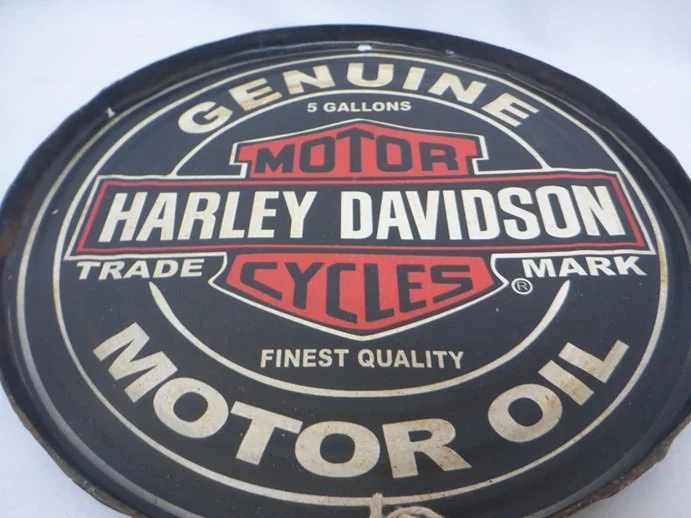 GENUINE
5 GALLONS
MOTOR
HARLEY DAVIDSON
TRADE MARK
CYCLES ®
FINEST QUALITY
MOTOR OIL